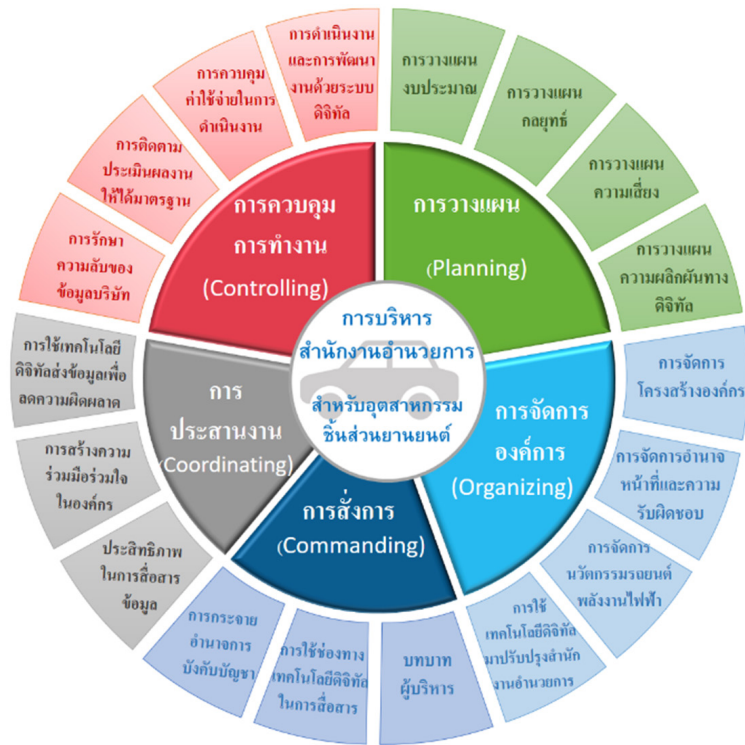 การบริหาร
สำนักงานอำนวยการ
สำหรับอุตสาหกรรม
ชิ้นส่วนยานยนต์
การวางแผน
(Planning)
การวางแผน
งบประมาณ
การวางแผน
กลยุทธ์
การวางแผน
ความเสี่ยง
การวางแผน
ความผลิกผันทาง
ดิจิทัล
การจัดการ
องค์การ
(Organizing)
การจัดการ
โครงสร้างองค์กร
การจัดการอำนาจ
หน้าที่และความ
รับผิดชอบ
การจัดการ
นวัตกรรมรถยนต์
พลังงานไฟฟ้า
การใช้
เทคโนโลยีดิจิทัล
มาปรับปรุงสำนัก
งานอำนวยการ
การสั่งการ
(Commanding)
บทบาท
ผู้บริหาร
การใช้ช่องทาง
เทคโนโลยีดิจิทัล
ในการสื่อสาร
การกระจาย
อำนาจการ
บังคับบัญชา
การ
ประสานงาน
(Coordinating)
ประสิทธิภาพ
ในการสื่อสาร
ข้อมูล
การสร้างความ
ร่วมมือร่วมใจ
ในองค์กร
การใช้เทคโนโลยี
ดิจิทัลส่งข้อมูลเพื่อ
ลดความผิดพลาด
การควบคุม
การทำงาน
(Controlling)
การรักษา
ความลับของ
ข้อมูลบริษัท
การติดตาม
ประเมินผลงาน
ให้ได้มาตรฐาน
การควบคุม
ค่าใช้จ่ายในการ
ดำเนินงาน
การดำเนินงาน
และการพัฒนา
งานด้วยระบบ
ดิจิทัล